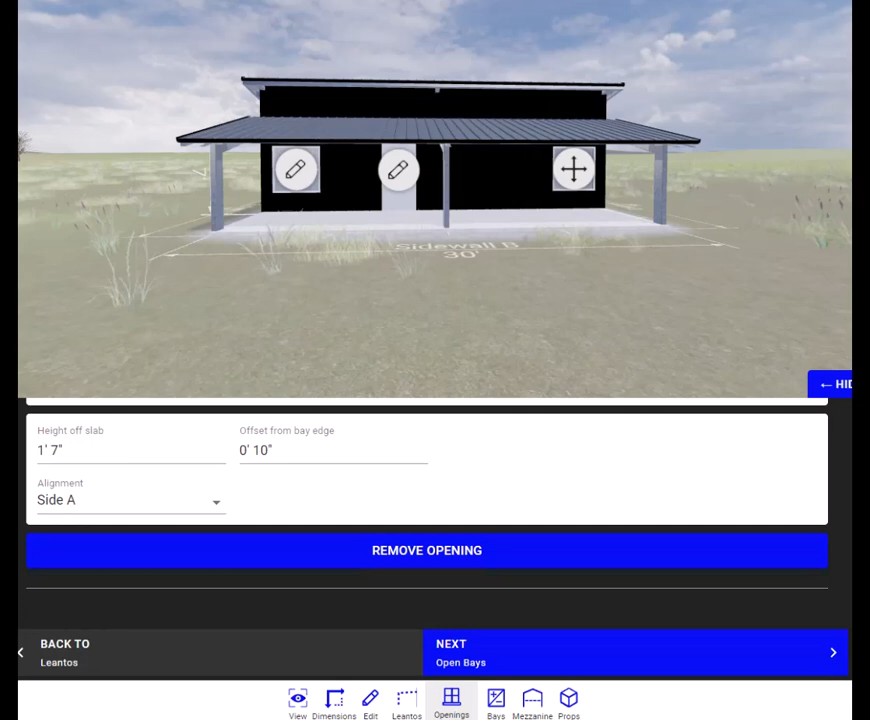 Sidewall B
30'
← HID
Height off slab
Offset from bay edge
1' 7"
0' 10"
Alignment
Side A
REMOVE OPENING
BACK TO
Leantos
NEXT
Open Bays
View
Dimensions
Edit
Leantos
Openings
Bays
Mezzanine
Props